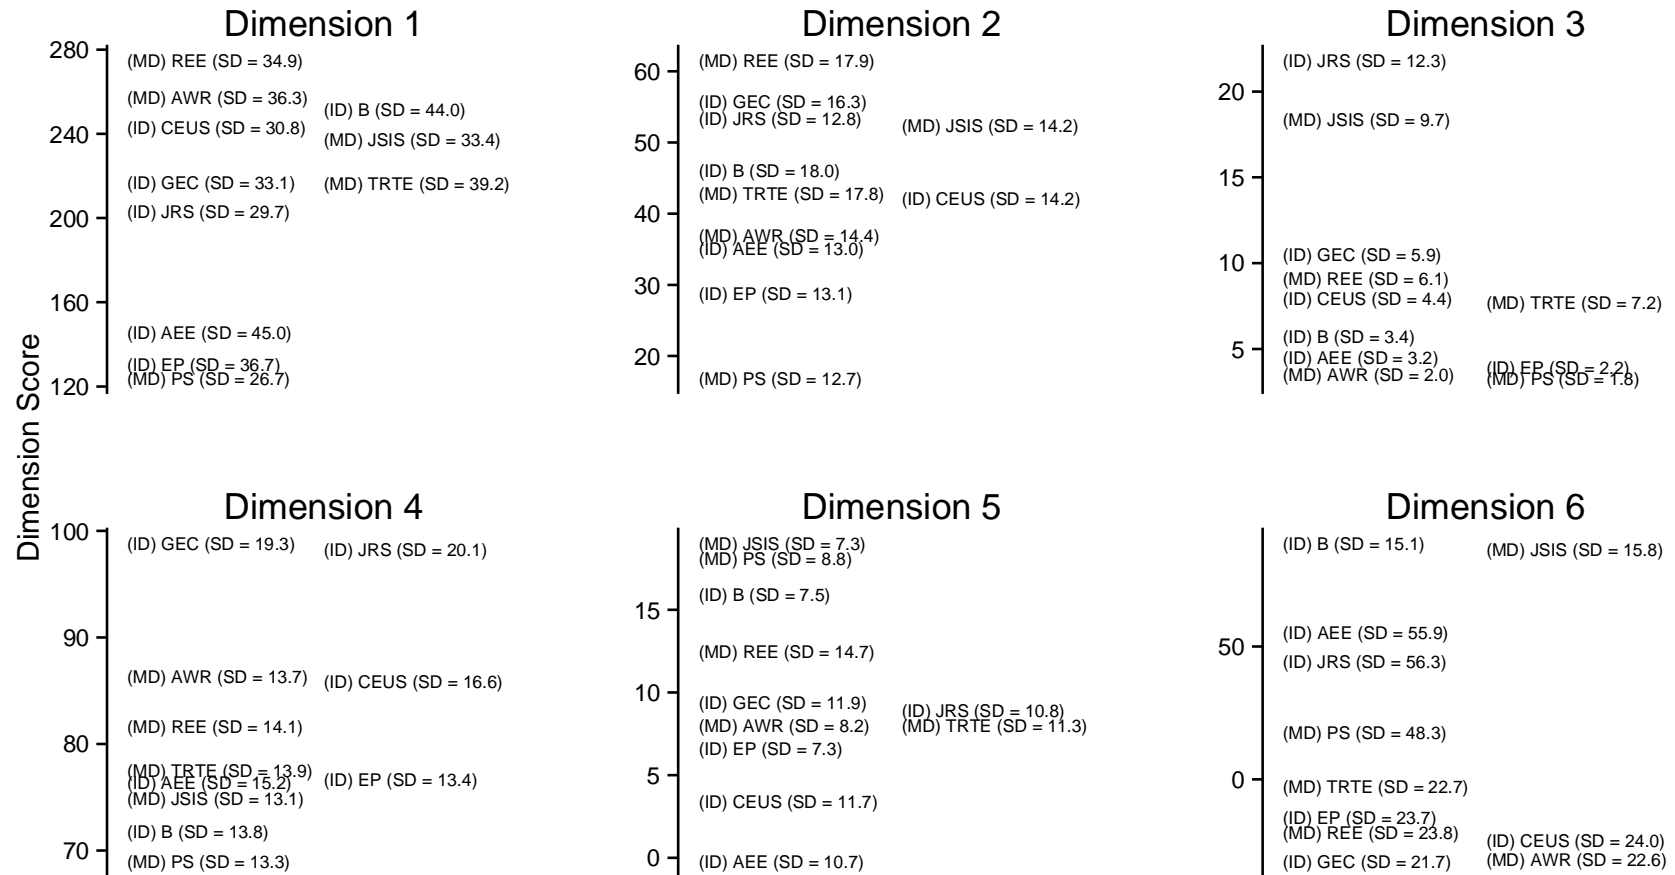 Dimension Score
Dimension 1
280
240
200
160
120
(MD) REE (SD = 34.9)
(MD) AWR (SD = 36.3)
(ID) B (SD = 44.0)
(ID) CEUS (SD = 30.8)
(MD) JSIS (SD = 33.4)
(ID) GEC (SD = 33.1)
(MD) TRTE (SD = 39.2)
(ID) JRS (SD = 29.7)
(ID) AEE (SD = 45.0)
(ID) EP (SD = 36.7)
(MD) PS (SD = 26.7)
Dimension 2
60
50
40
30
20
(MD) REE (SD = 17.9)
(ID) GEC (SD = 16.3)
(ID) JRS (SD = 12.8)
(MD) JSIS (SD = 14.2)
(ID) B (SD = 18.0)
(MD) TRTE (SD = 17.8)
(ID) CEUS (SD = 14.2)
(MD) AWR (SD = 14.4)
(ID) AEE (SD = 13.0)
(ID) EP (SD = 13.1)
(MD) PS (SD = 12.7)
Dimension 3
20
15
10
5
(ID) JRS (SD = 12.3)
(MD) JSIS (SD = 9.7)
(ID) GEC (SD = 5.9)
(MD) REE (SD = 6.1)
(ID) CEUS (SD = 4.4)
(MD) TRTE (SD = 7.2)
(ID) B (SD = 3.4)
(ID) AEE (SD = 3.2)
(ID) EP (SD = 2.2)
(MD) AWR (SD = 2.0)
(MD) PS (SD = 1.8)
Dimension 4
100
90
80
70
(ID) GEC (SD = 19.3)
(ID) JRS (SD = 20.1)
(MD) AWR (SD = 13.7)
(ID) CEUS (SD = 16.6)
(MD) REE (SD = 14.1)
(MD) TRTE (SD = 13.9)
(ID) EP (SD = 13.4)
(ID) AEE (SD = 15.2)
(MD) JSIS (SD = 13.1)
(ID) B (SD = 13.8)
(MD) PS (SD = 13.3)
Dimension 5
15
10
5
0
(MD) JSIS (SD = 7.3)
(MD) PS (SD = 8.8)
(ID) B (SD = 7.5)
(MD) REE (SD = 14.7)
(ID) GEC (SD = 11.9)
(ID) JRS (SD = 10.8)
(MD) AWR (SD = 8.2)
(MD) TRTE (SD = 11.3)
(ID) EP (SD = 7.3)
(ID) CEUS (SD = 11.7)
(ID) AEE (SD = 10.7)
Dimension 6
50
0
(ID) B (SD = 15.1)
(MD) JSIS (SD = 15.8)
(ID) AEE (SD = 55.9)
(ID) JRS (SD = 56.3)
(MD) PS (SD = 48.3)
(MD) TRTE (SD = 22.7)
(ID) EP (SD = 23.7)
(MD) REE (SD = 23.8)
(ID) CEUS (SD = 24.0)
(ID) GEC (SD = 21.7)
(MD) AWR (SD = 22.6)